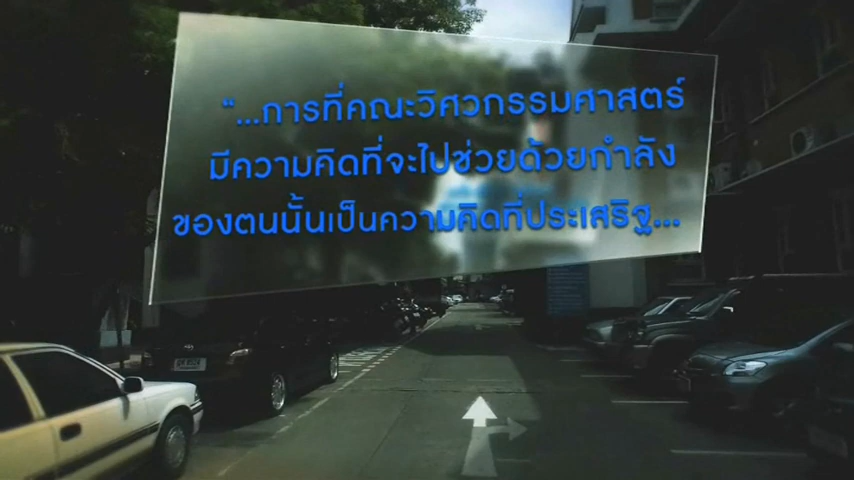 "...การที่คณะวิศวกรรมศาสตร์
มีความคิดที่จะไปช่วยด้วยกำลัง
ของตนนั้นเป็นความคิดที่ประเสริฐ...